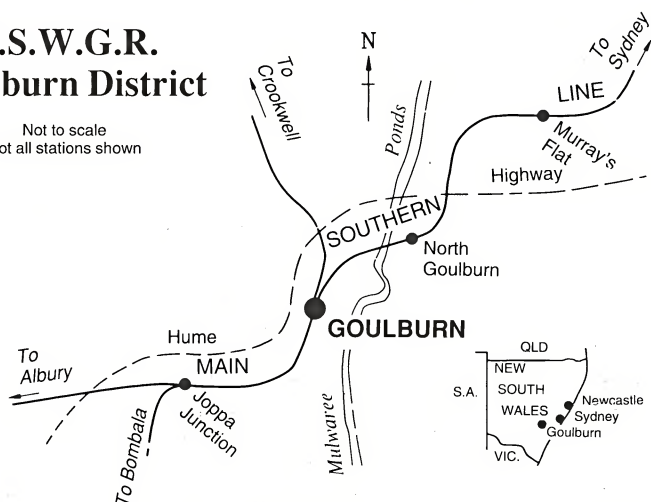 .S.W.G.R.
burn District
Not to scale
ot all stations shown
To
Crookwell
N
Ponds
To
Sydney
LINE
Murray's
Flat
Highway
SOUTHERN
North
Goulburn
GOULBURN
Hume
MAIN
To
Albury
Joppa
Junction
To Bombala
Mulwaree
QLD
NEW
SOUTH
WALES
S.A.
Newcastle
Sydney
Goulburn
VIC.